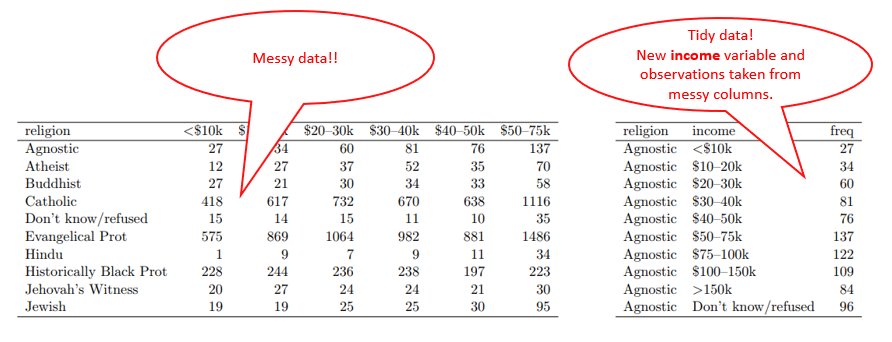 Messy data!!
Tidy data!
New income variable and
observations taken from
messy columns.
religion <$10k $20–30k $30–40k $40–50k $50–75k
Agnostic 27 34 60 81 76 137
Atheist 12 27 37 52 35 70
Buddhist 27 21 30 34 33 58
Catholic 418 617 732 670 638 1116
Don't know/refused 15 14 15 11 10 35
Evangelical Prot 575 869 1064 982 881 1486
Hindu 1 9 7 9 11 34
Historically Black Prot 228 244 236 238 197 223
Jehovah's Witness 20 27 24 24 21 30
Jewish 19 19 25 25 30 95
religion income freq
Agnostic <$10k 27
Agnostic $10–20k 34
Agnostic $20–30k 60
Agnostic $30–40k 81
Agnostic $40–50k 76
Agnostic $50–75k 137
Agnostic $75–100k 122
Agnostic $100–150k 109
Agnostic >150k 84
Agnostic Don't know/refused 96